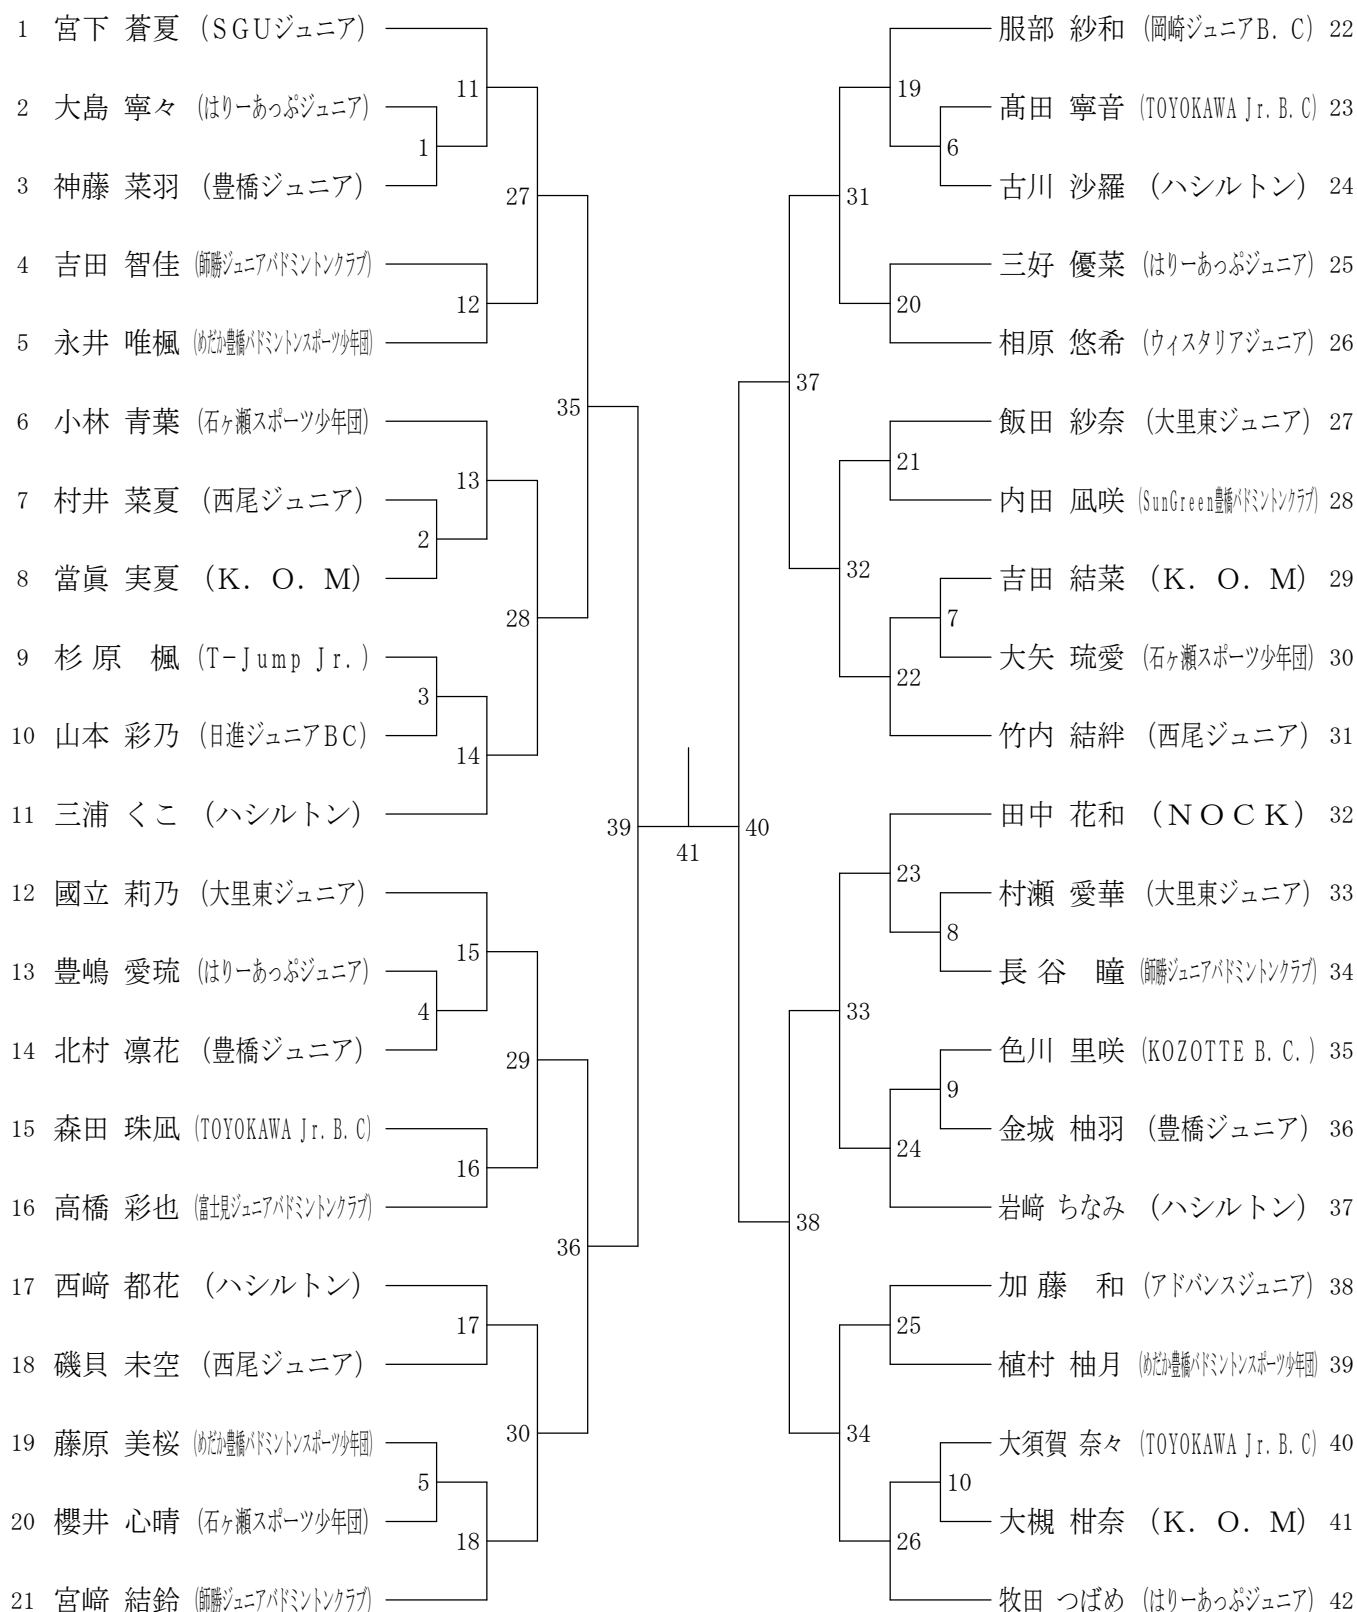 1 宮下 蒼夏 (SGUジュニア)
2 大島 寧々 (はりーあっぷジュニア)
3 神藤 菜羽 (豊橋ジュニア)
4 吉田 智佳 (師勝ジュニアバドミントンクラブ)
5 永井 唯楓 (めだか豊橋バドミントンスポーツ少年団)
6 小林 青葉 (石ヶ瀬スポーツ少年団)
7 村井 菜夏 (西尾ジュニア)
8 當眞 実夏 (K. O. M)
9 杉原 楓 (T-Jump Jr.)
10 山本 彩乃 (日進ジュニアBC)
11 三浦 くこ (ハシルトン)
12 國立 莉乃 (大里東ジュニア)
13 豊嶋 愛琉 (はりーあっぷジュニア)
14 北村 凛花 (豊橋ジュニア)
15 森田 珠凪 (TOYOKAWA Jr. B. C)
16 高橋 彩也 (富士見ジュニアバドミントンクラブ)
17 西﨑 都花 (ハシルトン)
18 磯貝 未空 (西尾ジュニア)
19 藤原 美桜 (めだか豊橋バドミントンスポーツ少年団)
20 櫻井 心晴 (石ヶ瀬スポーツ少年団)
21 宮﨑 結鈴 (師勝ジュニアバドミントンクラブ)
11
1
27
12
35
13
2
28
3
14
39
15
4
29
16
36
17
30
5
18
41
服部 紗和 (岡崎ジュニアB. C) 22
髙田 寧音 (TOYOKAWA Jr. B. C) 23
古川 沙羅 (ハシルトン) 24
三好 優菜 (はりーあっぷジュニア) 25
相原 悠希 (ウィスタリアジュニア) 26
飯田 紗奈 (大里東ジュニア) 27
内田 凪咲 (SunGreen豊橋バドミントンクラブ) 28
吉田 結菜 (K. O. M) 29
大矢 琉愛 (石ヶ瀬スポーツ少年団) 30
竹内 結絆 (西尾ジュニア) 31
田中 花和 (NOCK) 32
村瀬 愛華 (大里東ジュニア) 33
長谷 瞳 (師勝ジュニアバドミントンクラブ) 34
色川 里咲 (KOZOTTE B. C.) 35
金城 柚羽 (豊橋ジュニア) 36
岩﨑 ちなみ (ハシルトン) 37
加藤 和 (アドバンスジュニア) 38
植村 柚月 (めだか豊橋バドミントンスポーツ少年団) 39
大須賀 奈々 (TOYOKAWA Jr. B. C) 40
大槻 柑奈 (K. O. M) 41
牧田 つばめ (はりーあっぷジュニア) 42
19
6
31
20
37
21
32
7
22
40
23
8
33
9
24
38
25
34
10
26